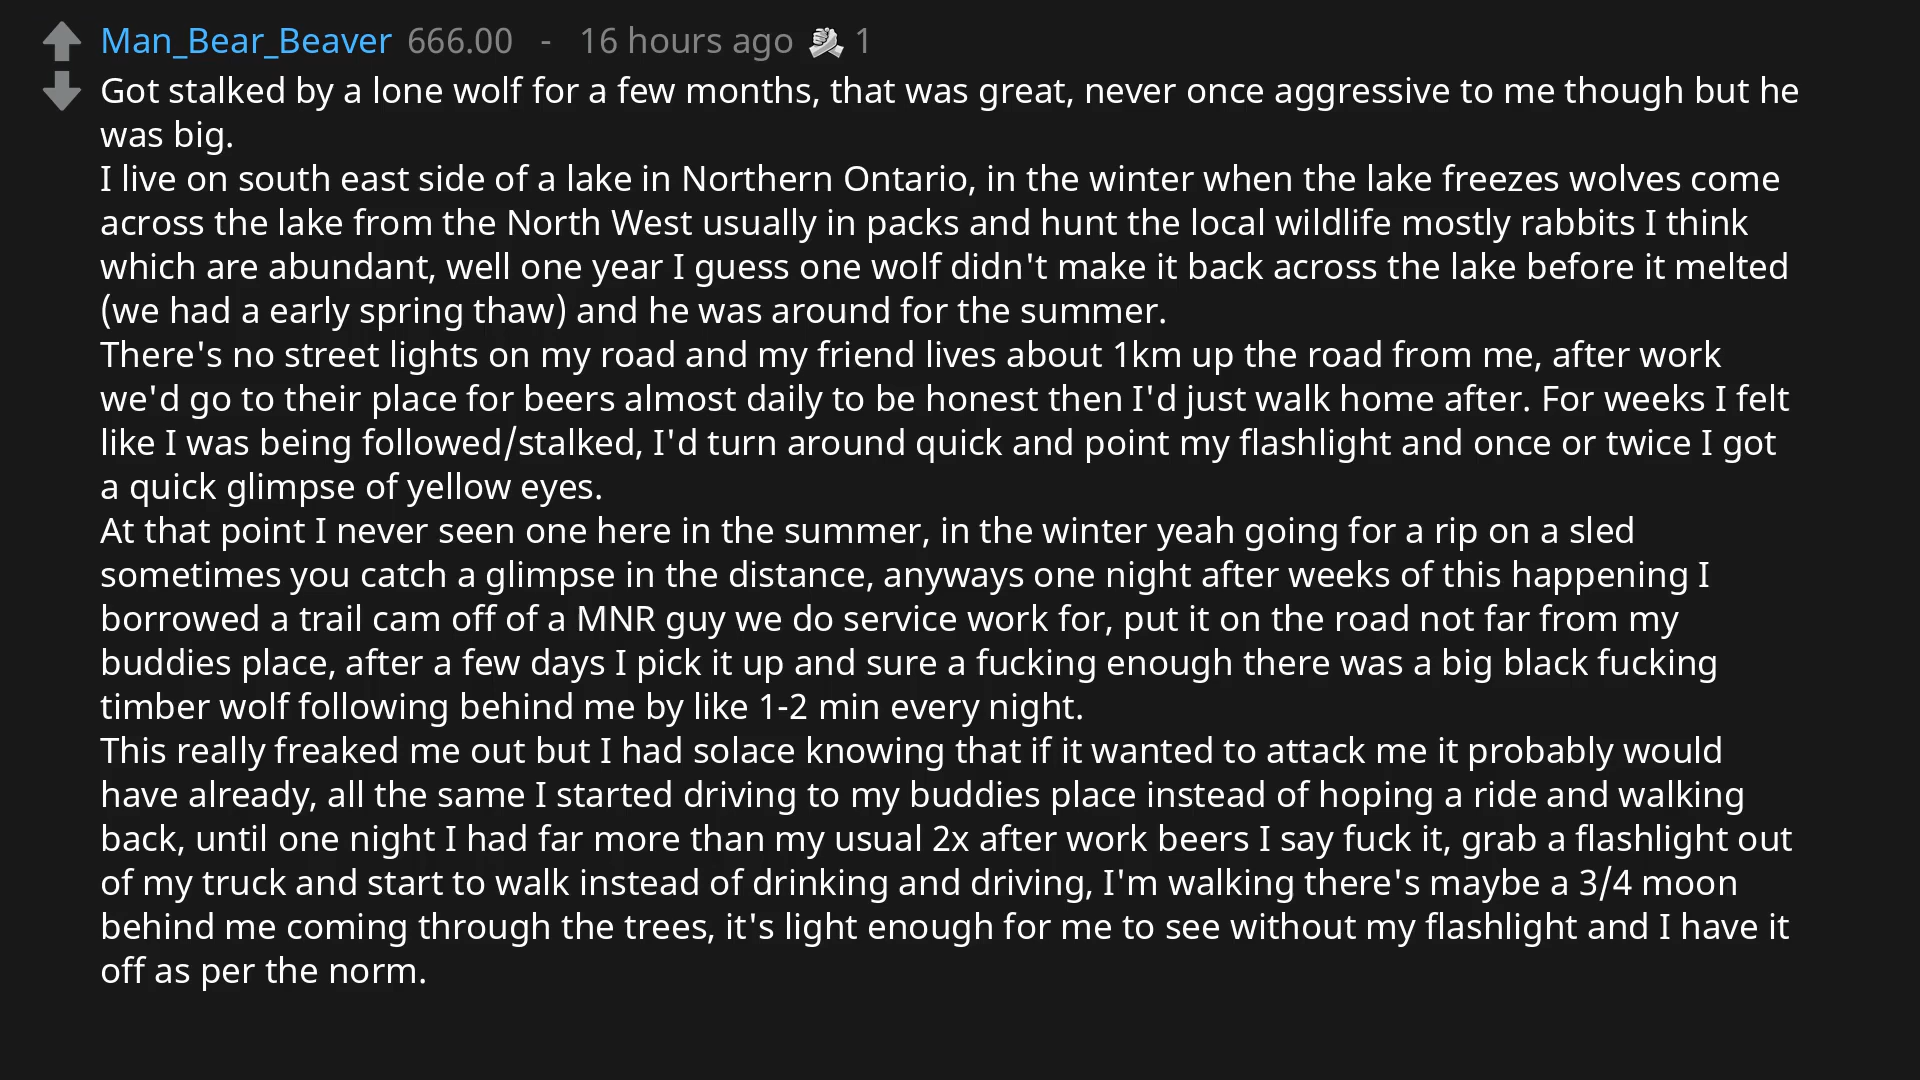 Man_Bear_Beaver 666.00 - 16 hours ago 1
Got stalked by a lone wolf for a few months, that was great, never once aggressive to me though but he
was big.
I live on south east side of a lake in Northern Ontario, in the winter when the lake freezes wolves come
across the lake from the North West usually in packs and hunt the local wildlife mostly rabbits I think
which are abundant, well one year I guess one wolf didn't make it back across the lake before it melted
(we had a early spring thaw) and he was around for the summer.
There's no street lights on my road and my friend lives about 1km up the road from me, after work
we'd go to their place for beers almost daily to be honest then I'd just walk home after. For weeks I felt
like I was being followed/stalked, I'd turn around quick and point my flashlight and once or twice I got
a quick glimpse of yellow eyes.
At that point I never seen one here in the summer, in the winter yeah going for a rip on a sled
sometimes you catch a glimpse in the distance, anyways one night after weeks of this happening I
borrowed a trail cam off of a MNR guy we do service work for, put it on the road not far from my
buddies place, after a few days I pick it up and sure a fucking enough there was a big black fucking
timber wolf following behind me by like 1-2 min every night.
This really freaked me out but I had solace knowing that if it wanted to attack me it probably would
have already, all the same I started driving to my buddies place instead of hoping a ride and walking
back, until one night I had far more than my usual 2x after work beers I say fuck it, grab a flashlight out
of my truck and start to walk instead of drinking and driving, I'm walking there's maybe a 3/4 moon
behind me coming through the trees, it's light enough for me to see without my flashlight and I have it
off as per the norm.